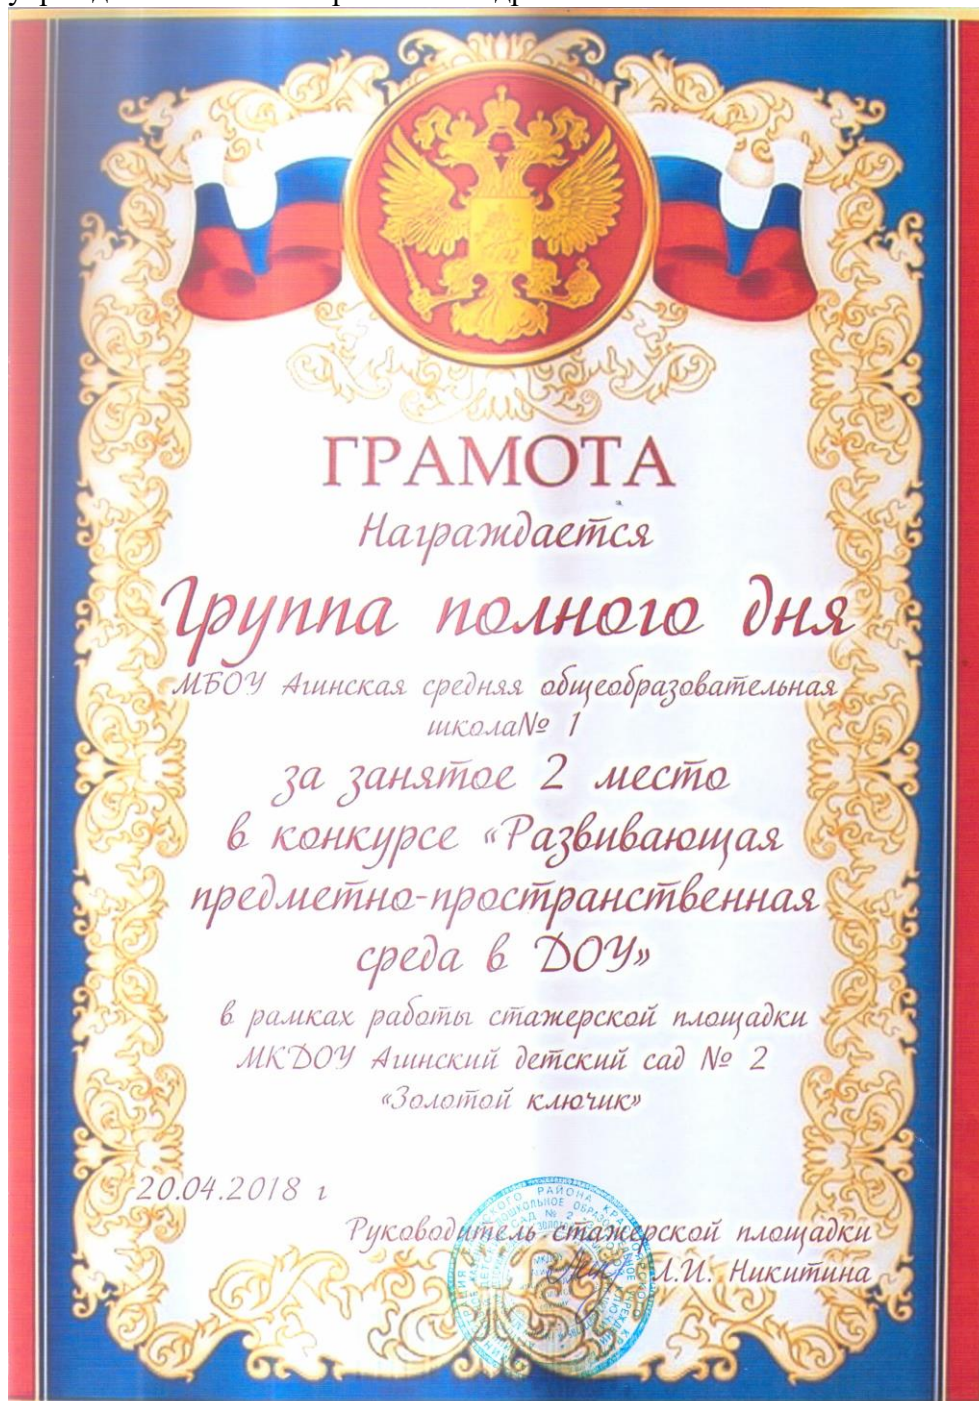 ГРАМОТА
Награждается
Группа полного дня
МБОУ Агинская средняя общеобразовательная
школа№ 1
за занятое 2 место
в конкурсе «Развивающая
предметно-пространственная
среда в ДОУ»
в рамках работы стажерской площадки
МКДОУ Агинский детский сад № 2
«Золотой ключик»
20.04.2018 г
Руководитель стажерской площадки
Л.И. Никитина